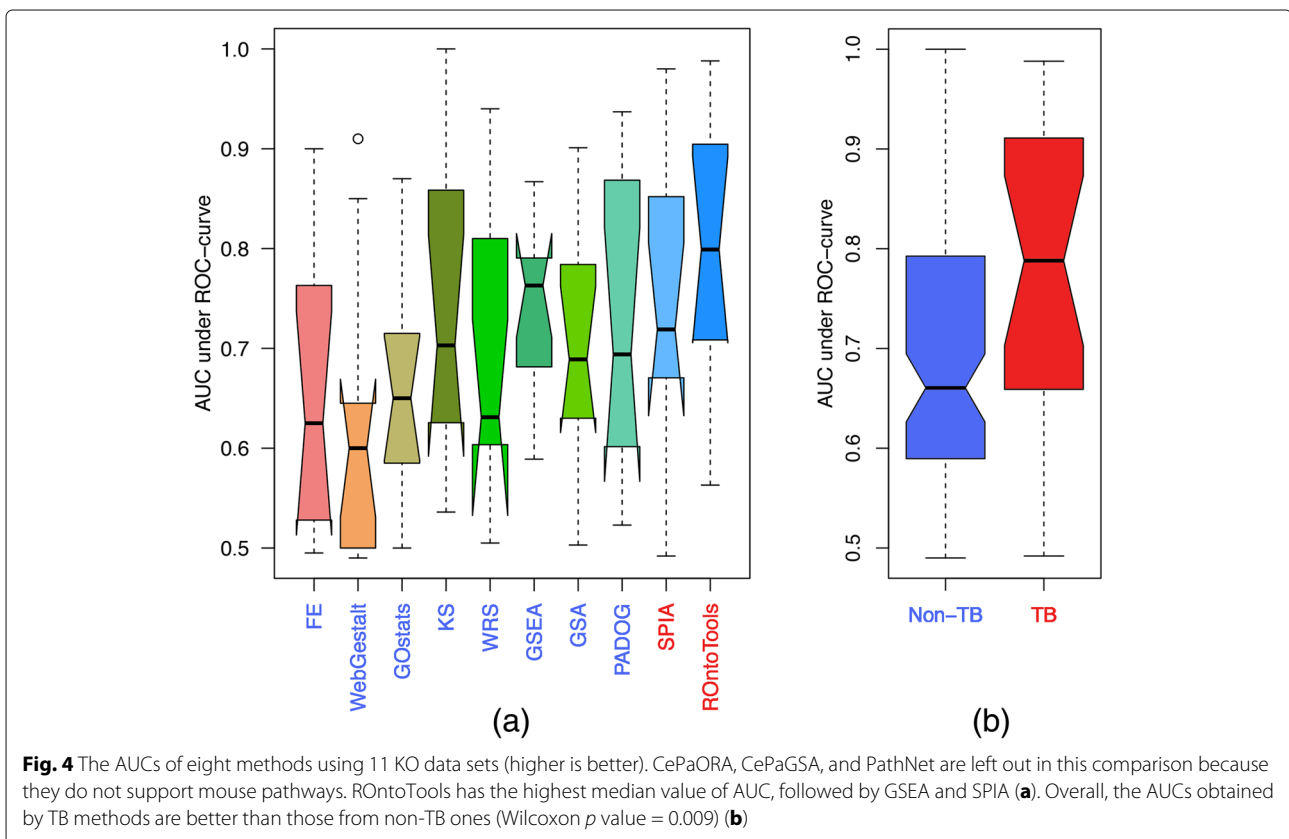 1.0
0.9
0.8
0.7
0.6
0.5
AUC under ROC−curve
FE
WebGestalt
GOstats
KS
WRS
GSEA
GSA
PADOG
SPIA
ROntoTools
(a)
1.0
0.9
0.8
0.7
0.6
0.5
AUC under ROC−curve
Non−TB
TB
(b)
Fig. 4 The AUCs of eight methods using 11 KO data sets (higher is better). CePaORA, CePaGSA, and PathNet are left out in this comparison because
they do not support mouse pathways. ROntoTools has the highest median value of AUC, followed by GSEA and SPIA (a). Overall, the AUCs obtained
by TB methods are better than those from non-TB ones (Wilcoxon p value = 0.009) (b)